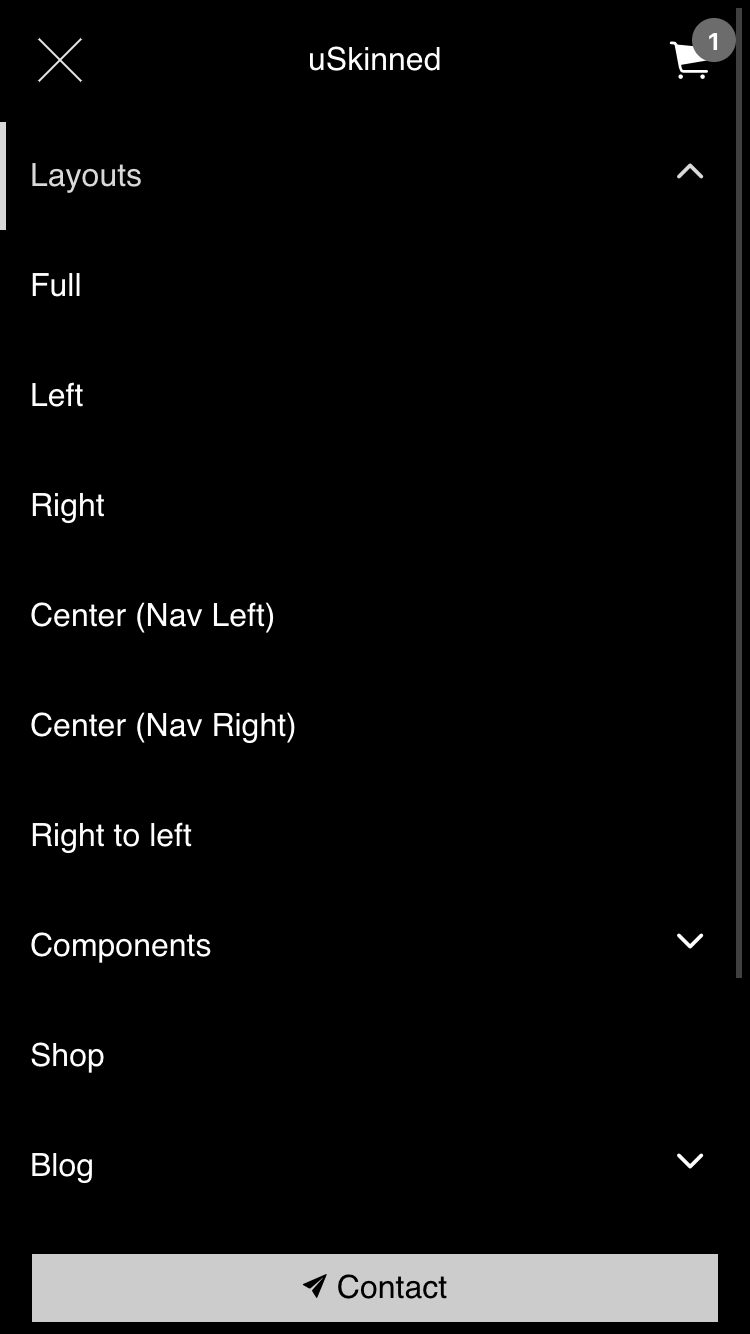 uSkinned
1
Layouts
Full
Left
Right
Center (Nav Left)
Center (Nav Right)
Right to left
Components
Shop
Blog
Contact